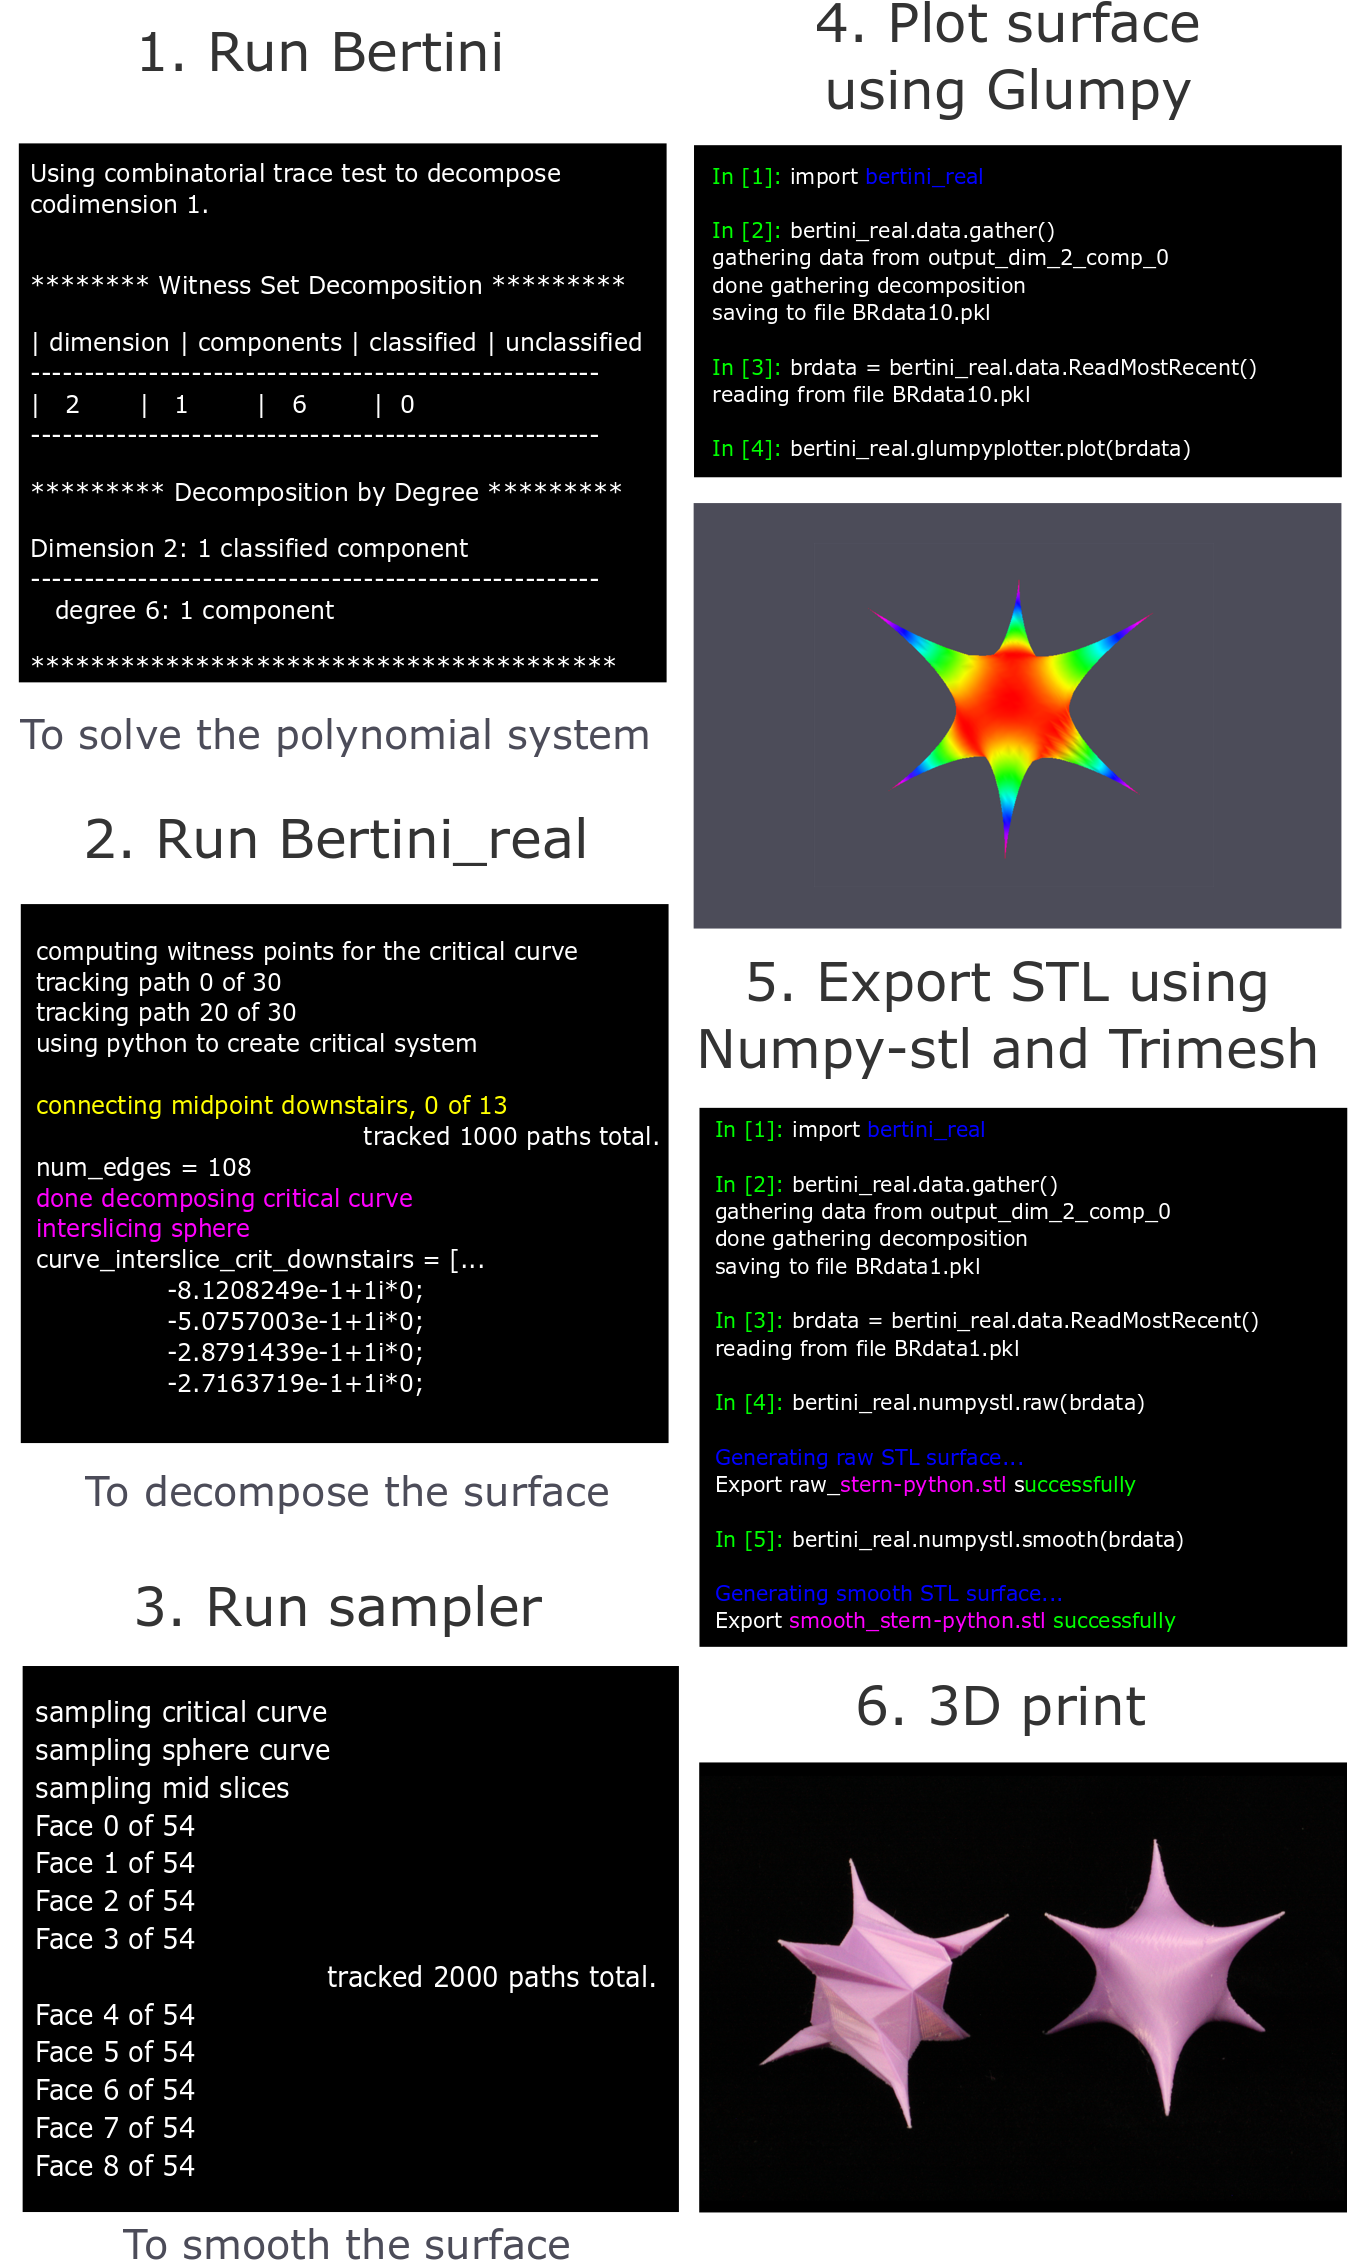 1. Run Bertini
Using combinatorial trace test to decompose
codimension 1.
******** Witness Set Decomposition *********
| dimension | components | classified | unclassified
-----------------------------------------------------
| 2 | 1 | 6 | 0
-----------------------------------------------------
********* Decomposition by Degree *********
Dimension 2: 1 classified component
-----------------------------------------------------
degree 6: 1 component
***************************************
To solve the polynomial system
2. Run Bertini_real
computing witness points for the critical curve
tracking path 0 of 30
tracking path 20 of 30
using python to create critical system
connecting midpoint downstairs, 0 of 13
tracked 1000 paths total.
num_edges = 108
done decomposing critical curve
interslicing sphere
curve_interslice_crit_downstairs = [...
-8.1208249e-1+1i*0;
-5.0757003e-1+1i*0;
-2.8791439e-1+1i*0;
-2.7163719e-1+1i*0;
To decompose the surface
3. Run sampler
sampling critical curve
sampling sphere curve
sampling mid slices
Face 0 of 54
Face 1 of 54
Face 2 of 54
Face 3 of 54
tracked 2000 paths total.
Face 4 of 54
Face 5 of 54
Face 6 of 54
Face 7 of 54
Face 8 of 54
To smooth the surface
4. Plot surface
using Glumpy
In [1]: import bertini_real
In [2]: bertini_real.data.gather()
gathering data from output_dim_2_comp_0
done gathering decomposition
saving to file BRdata10.pkl
In [3]: brdata = bertini_real.data.ReadMostRecent()
reading from file BRdata10.pkl
In [4]: bertini_real.glumpyplotter.plot(brdata)
5. Export STL using
Numpy-stl and Trimesh
In [1]: import bertini_real
In [2]: bertini_real.data.gather()
gathering data from output_dim_2_comp_0
done gathering decomposition
saving to file BRdata1.pkl
In [3]: brdata = bertini_real.data.ReadMostRecent()
reading from file BRdata1.pkl
In [4]: bertini_real.numpystl.raw(brdata)
Generating raw STL surface...
Export raw_stern-python.stl successfully
In [5]: bertini_real.numpystl.smooth(brdata)
Generating smooth STL surface...
Export smooth_stern-python.stl successfully
6. 3D print